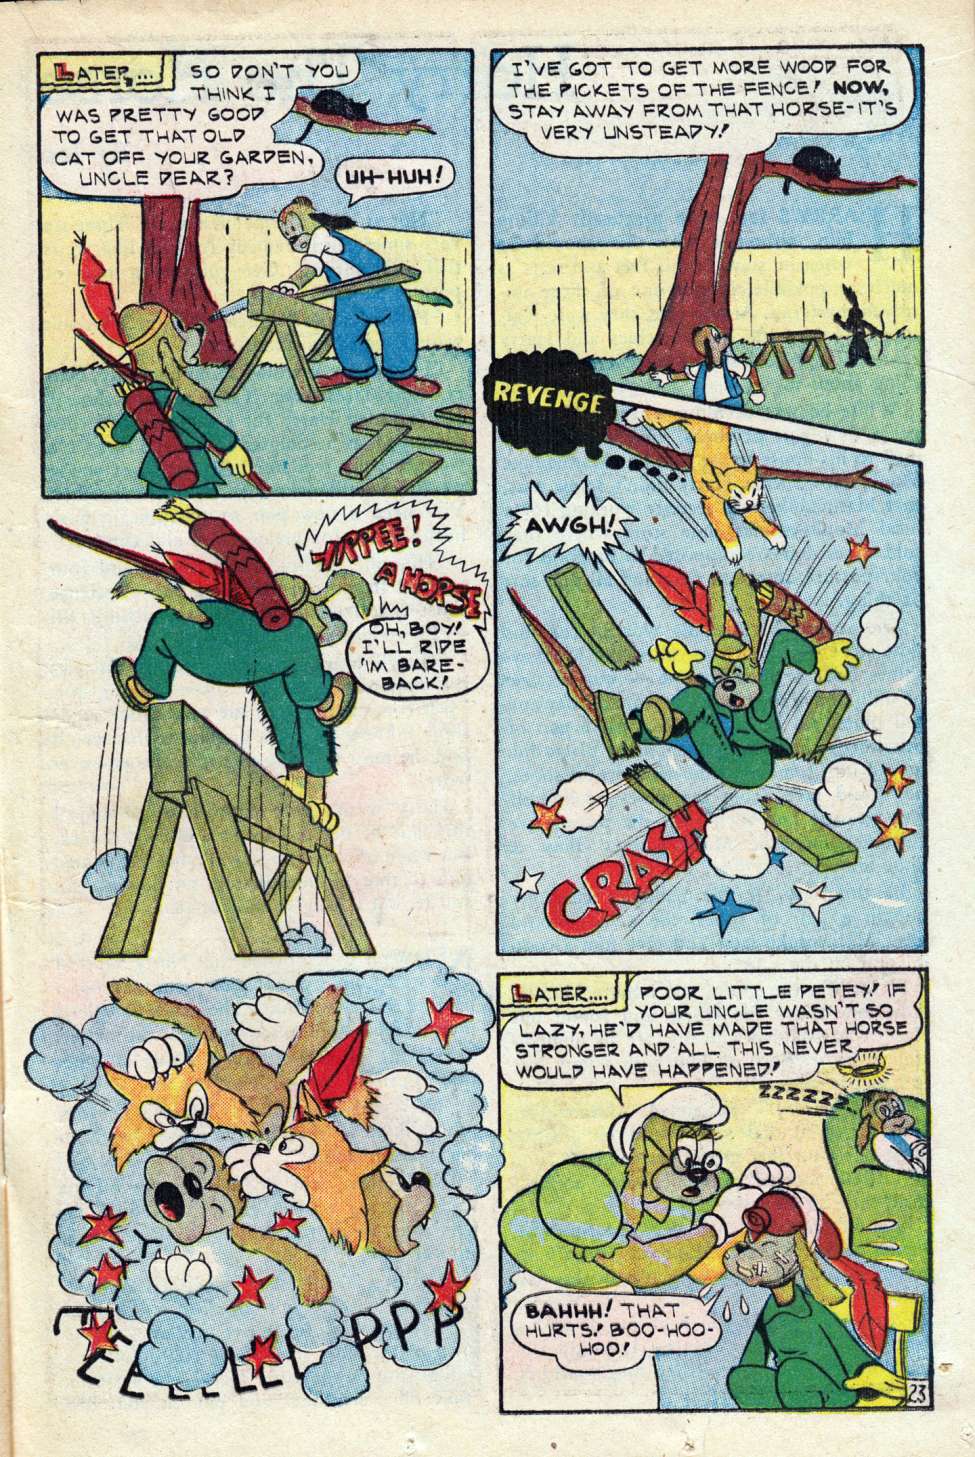 LATER,...
SO DON'T YOU
THINK I
WAS PRETTY GOOD
TO GET THAT OLD
CAT OFF YOUR GARDEN,
UNCLE DEAR?
UH-HUH!
I'VE GOT TO GET MORE WOOD FOR
THE PICKETS OF THE FENCE! NOW,
STAY AWAY FROM THAT HORSE-IT'S
VERY UNSTEADY!
YIPPEE!
A HORSE
OH, BOY!
I'LL RIDE
'IM BARE-
BACK!
REVENGE
AWGH!
CRASH
YEEEELLLLPPPP
LATER....
POOR LITTLE PETEY! IF
YOUR UNCLE WASN'T SO
LAZY, HE'D HAVE MADE THAT HORSE
STRONGER AND ALL THIS NEVER
WOULD HAVE HAPPENED!
ZZZZZZ..
BAHHH! THAT
HURTS! BOO-HOO-
HOO!
23